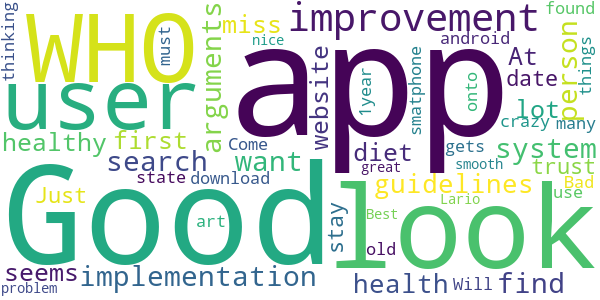 thinking
WHO
must
arguments
miss
improvement
found
nice
android
person
things
user
app
website
1year
smatphone
onto
At
date
lot
crazy
many
healthy
first
Come
search
want
diet
gets
system
state
download
great
smooth
trust
Good
look
Just
art
stay
guidelines
Bad
use
Best
Lario
old
seems
implementation
health
Will
find
problem